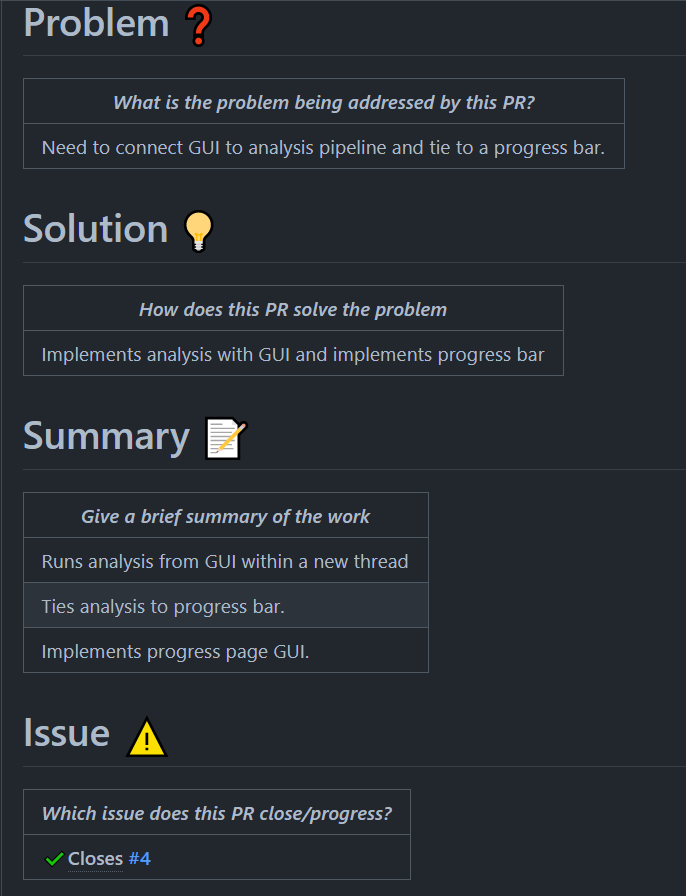 Problem ❓
What is the problem being addressed by this PR?
Need to connect GUI to analysis pipeline and tie to a progress bar.
Solution 💡
How does this PR solve the problem
Implements analysis with GUI and implements progress bar
Summary 📝
Give a brief summary of the work
Runs analysis from GUI within a new thread
Ties analysis to progress bar.
Implements progress page GUI.
Issue ⚠️
Which issue does this PR close/progress?
✔ Closes #4